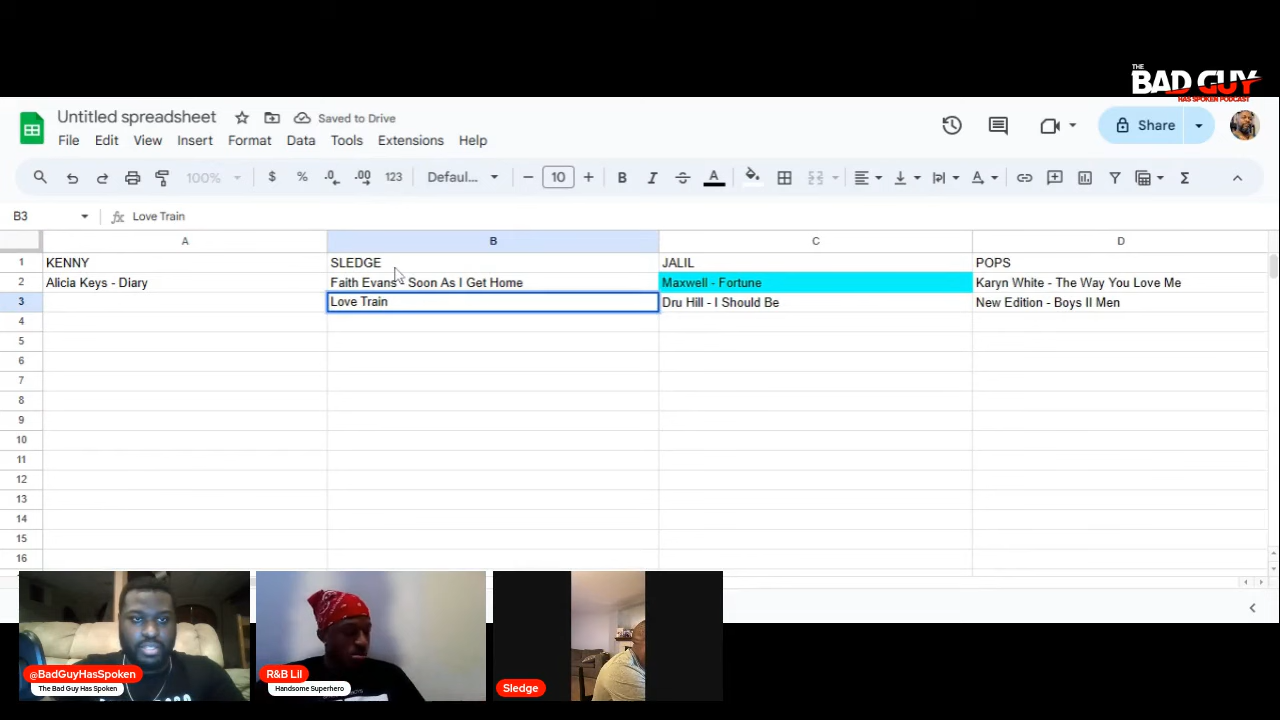 THE
BAD GUY
HAS SPOKEN PODCAST
Untitled spreadsheet
Saved to Drive
File Edit View Insert Format Data Tools Extensions Help
Share
100% $ % .0 .00 123 Defaul... 10 B I A Σ
B3 fx Love Train
A B C D
1 KENNY SLEDGE JALIL POPS
2 Alicia Keys - Diary Faith Evans - Soon As I Get Home Maxwell - Fortune Karyn White - The Way You Love Me
3 Love Train Dru Hill - I Should Be New Edition - Boys II Men
4
5
6
7
8
9
10
11
12
13
14
15
16
@BadGuyHasSpoken
The Bad Guy Has Spoken
R&B Lil
Handsome Superhero
Sledge